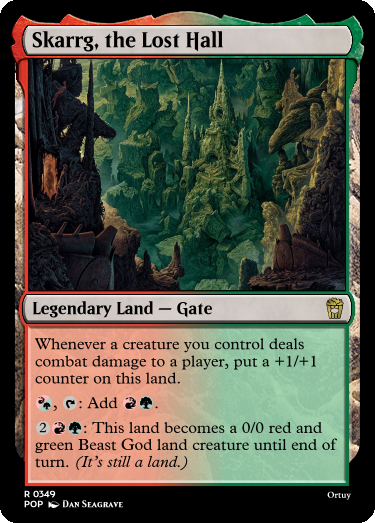 Skarrg, the Lost Hall
Legendary Land — Gate
Whenever a creature you control deals
combat damage to a player, put a +1/+1
counter on this land.
, : Add .
2 : This land becomes a 0/0 red and
green Beast God land creature until end of
turn. (It's still a land.)
R 0349
POP DAN SEAGRAVE
Ortuy